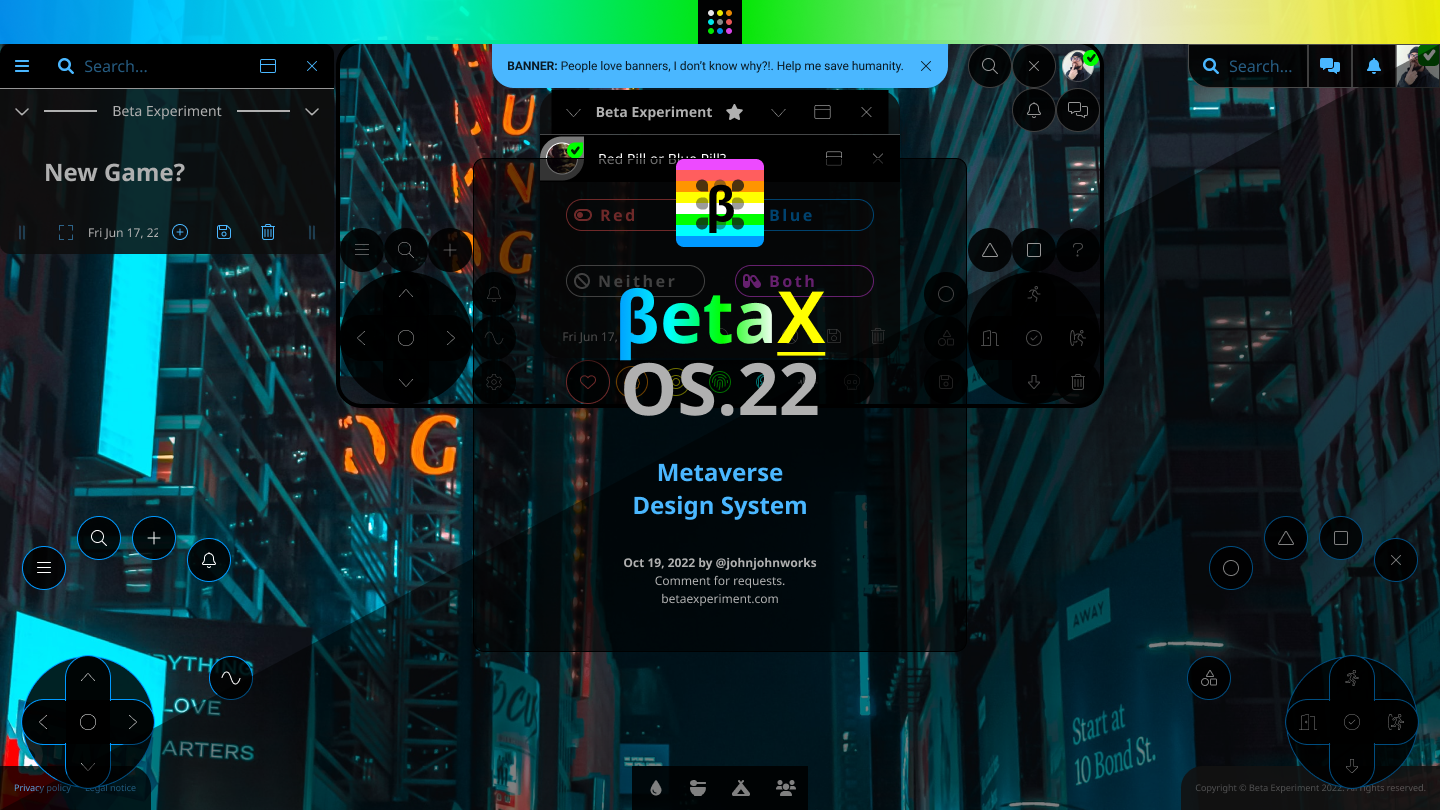 BANNER: People love banners, I don't know why?!. Help me save humanity.
Search...
Search...
Beta Experiment
Beta Experiment
Red Pill or Blue Pill?
New Game?
Red
Blue
β
Fri Jun 17, 22
Neither
Both
βetaX
Fri Jun 17,
OS.22
Metaverse
Design System
Oct 19, 2022 by @johnjohnworks
Comment for requests.
betaexperiment.com
AWAY
RYTHING
LOVE
ARTERS
Start at
10 Bond St.
Privacy policy
Legal notice
Copyright © Beta Experiment 2022. All rights reserved.